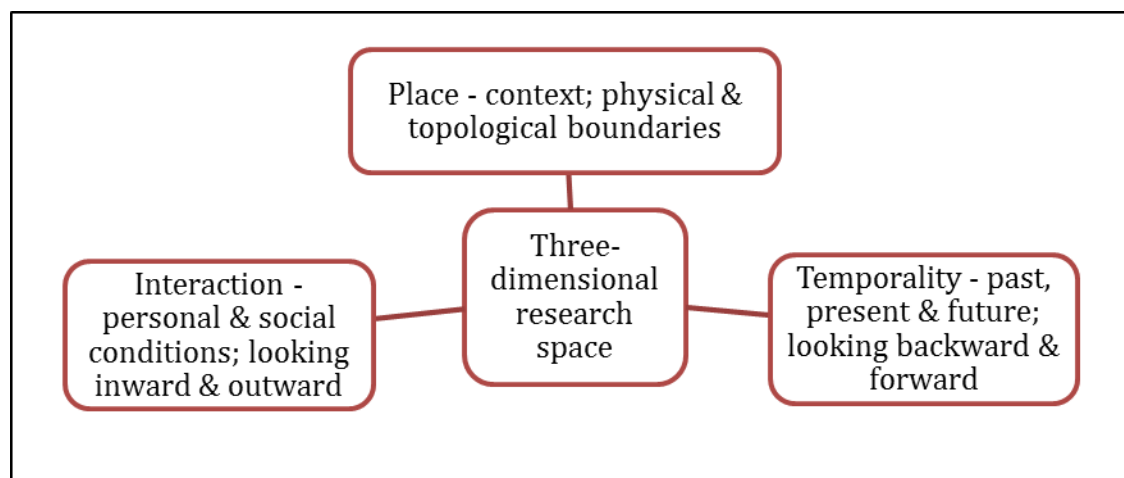 Place - context; physical &
topological boundaries
Three-
dimensional
research
space
Interaction -
personal & social
conditions; looking
inward & outward
Temporality - past,
present & future;
looking backward &
forward